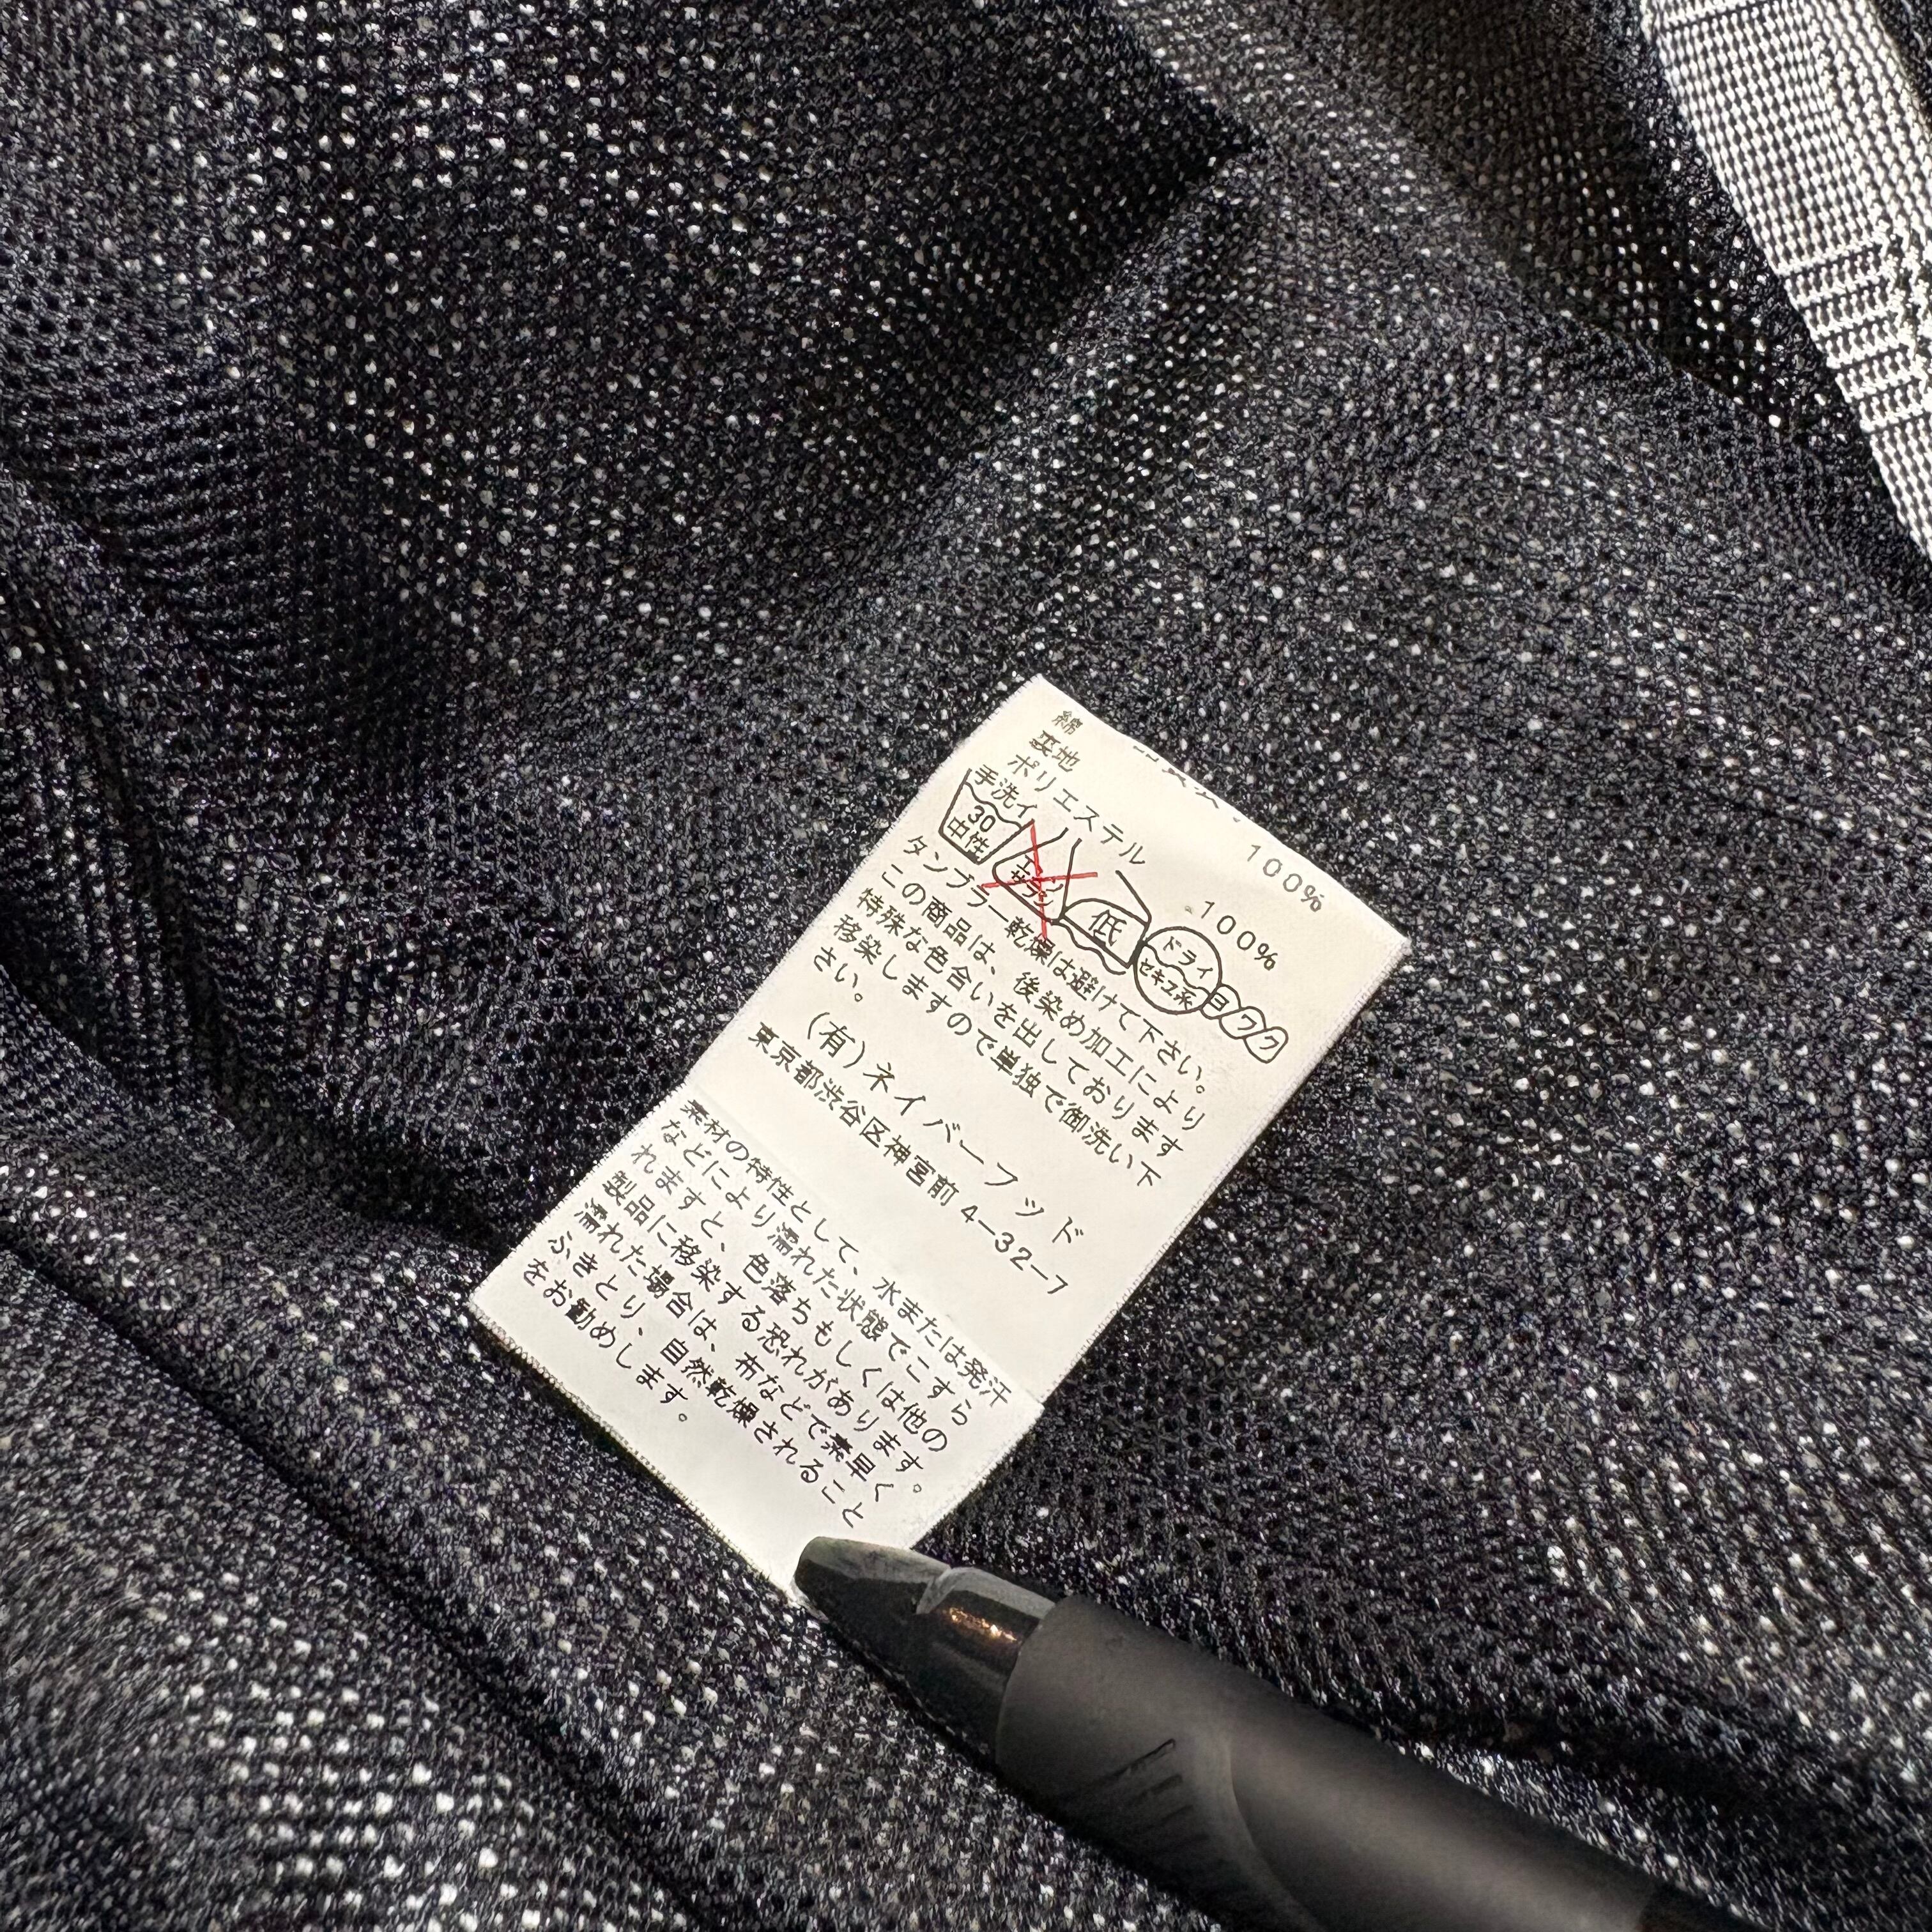 綿 100%
裏地
ポリエステル 100%
手洗イ
30
中性
エンソ
サラシ
低
ドライ
セキユ系
ヨワク
タンブラー乾燥は避けて下さい。
この商品は、後染め加工により
特殊な色合いを出しております
移染しますので単独で御洗い下
さい。
(有)ネイバーフッド
東京都渋谷区神宮前4-32-7
素材の特性として、水または発汗
などにより濡れた状態でこすら
れますと、色落ちもしくは他の
製品に移染する恐れがあります。
濡れた場合は、布などで素早く
ふきとり、自然乾燥されること
をお勧めします。